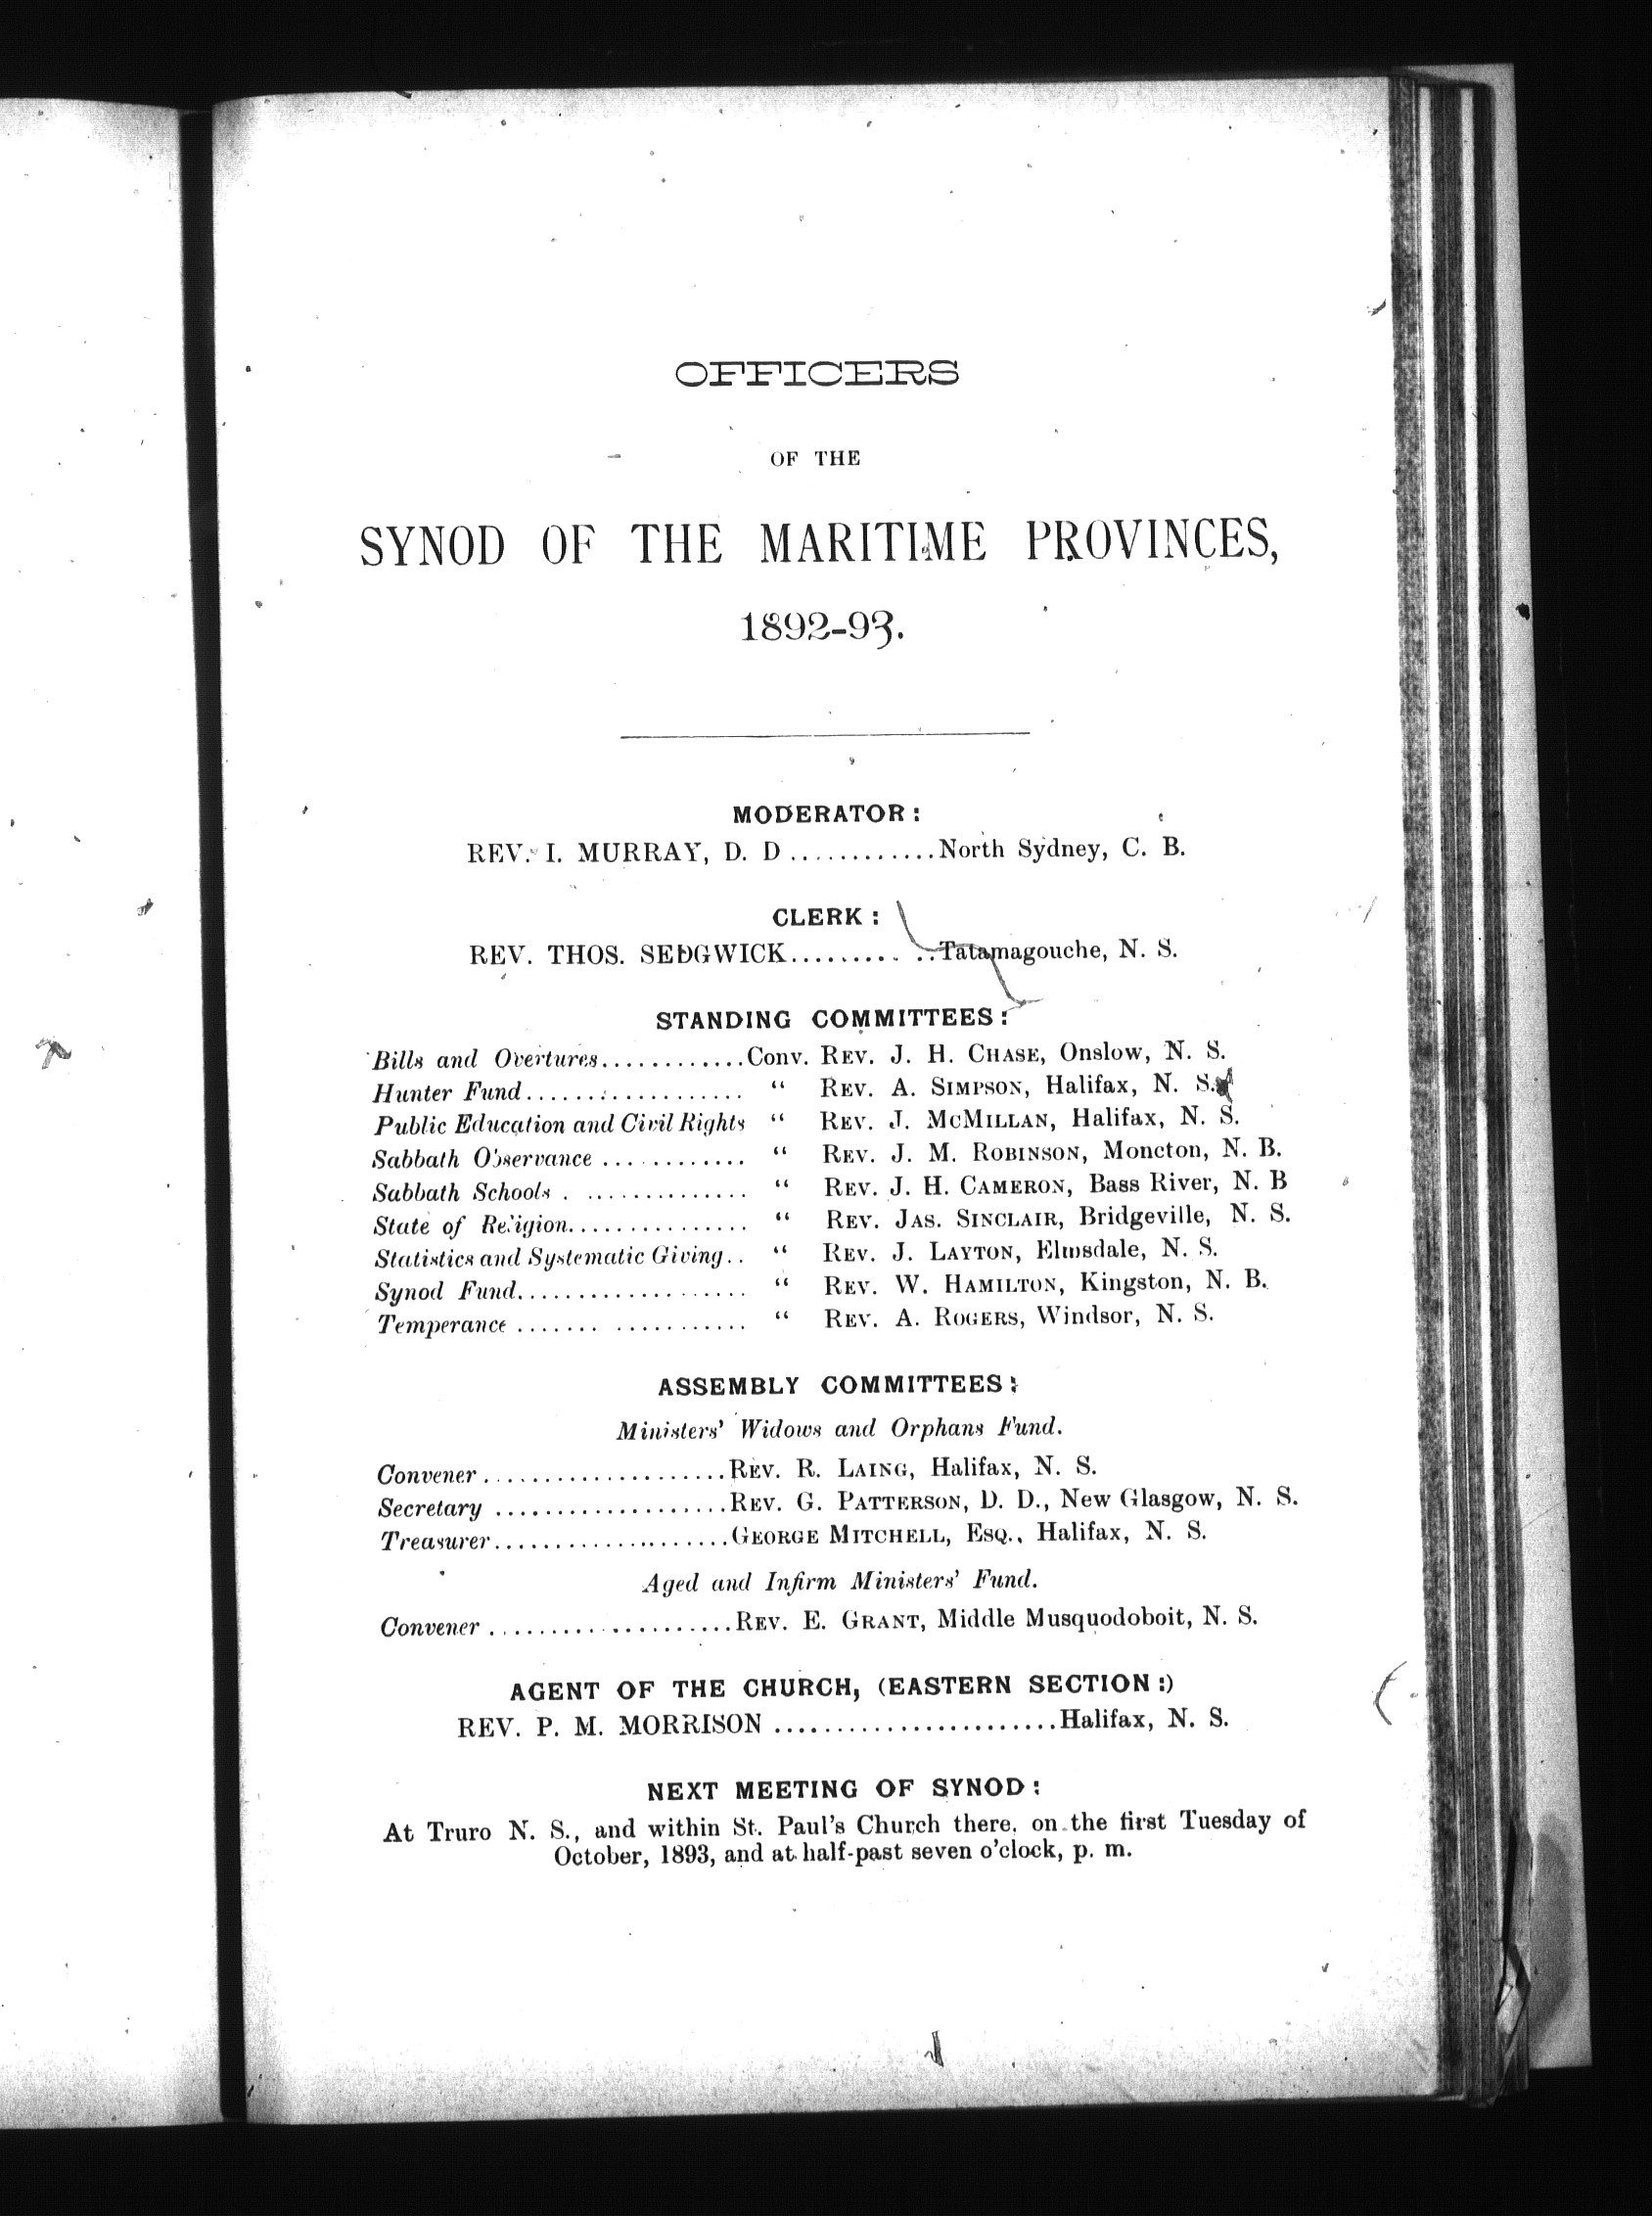 OFFICERS
OF THE
SYNOD OF THE MARITIME PROVINCES,
1892-93.
MODERATOR:
REV. I. MURRAY, D. D ............North Sydney, C. B.
CLERK:
REV. THOS. SEDGWICK......... ..Tatamagouche, N. S.
STANDING COMMITTEES:
Bills and Overtures............Conv. REV. J. H. CHASE, Onslow, N. S.
Hunter Fund.................. “ REV. A. SIMPSON, Halifax, N. S.
Public Education and Civil Rights “ REV. J. MCMILLAN, Halifax, N. S.
Sabbath Observance ............ “ REV. J. M. ROBINSON, Moncton, N. B.
Sabbath Schools . .............. “ REV. J. H. CAMERON, Bass River, N. B
State of Religion............... “ REV. JAS. SINCLAIR, Bridgeville, N. S.
Statistics and Systematic Giving.. “ REV. J. LAYTON, Elmsdale, N. S.
Synod Fund................... “ REV. W. HAMILTON, Kingston, N. B.
Temperance ....... ........... “ REV. A. ROGERS, Windsor, N. S.
ASSEMBLY COMMITTEES:
Ministers' Widows and Orphans Fund.
Convener ....................REV. R. LAING, Halifax, N. S.
Secretary ...................REV. G. PATTERSON, D. D., New Glasgow, N. S.
Treasurer...................GEORGE MITCHELL, ESQ., Halifax, N. S.
Aged and Infirm Ministers' Fund.
Convener ....................REV. E. GRANT, Middle Musquodoboit, N. S.
AGENT OF THE CHURCH, (EASTERN SECTION:)
REV. P. M. MORRISON .......................Halifax, N. S.
NEXT MEETING OF SYNOD:
At Truro N. S., and within St. Paul's Church there, on the first Tuesday of
October, 1893, and at half-past seven o'clock, p. m.